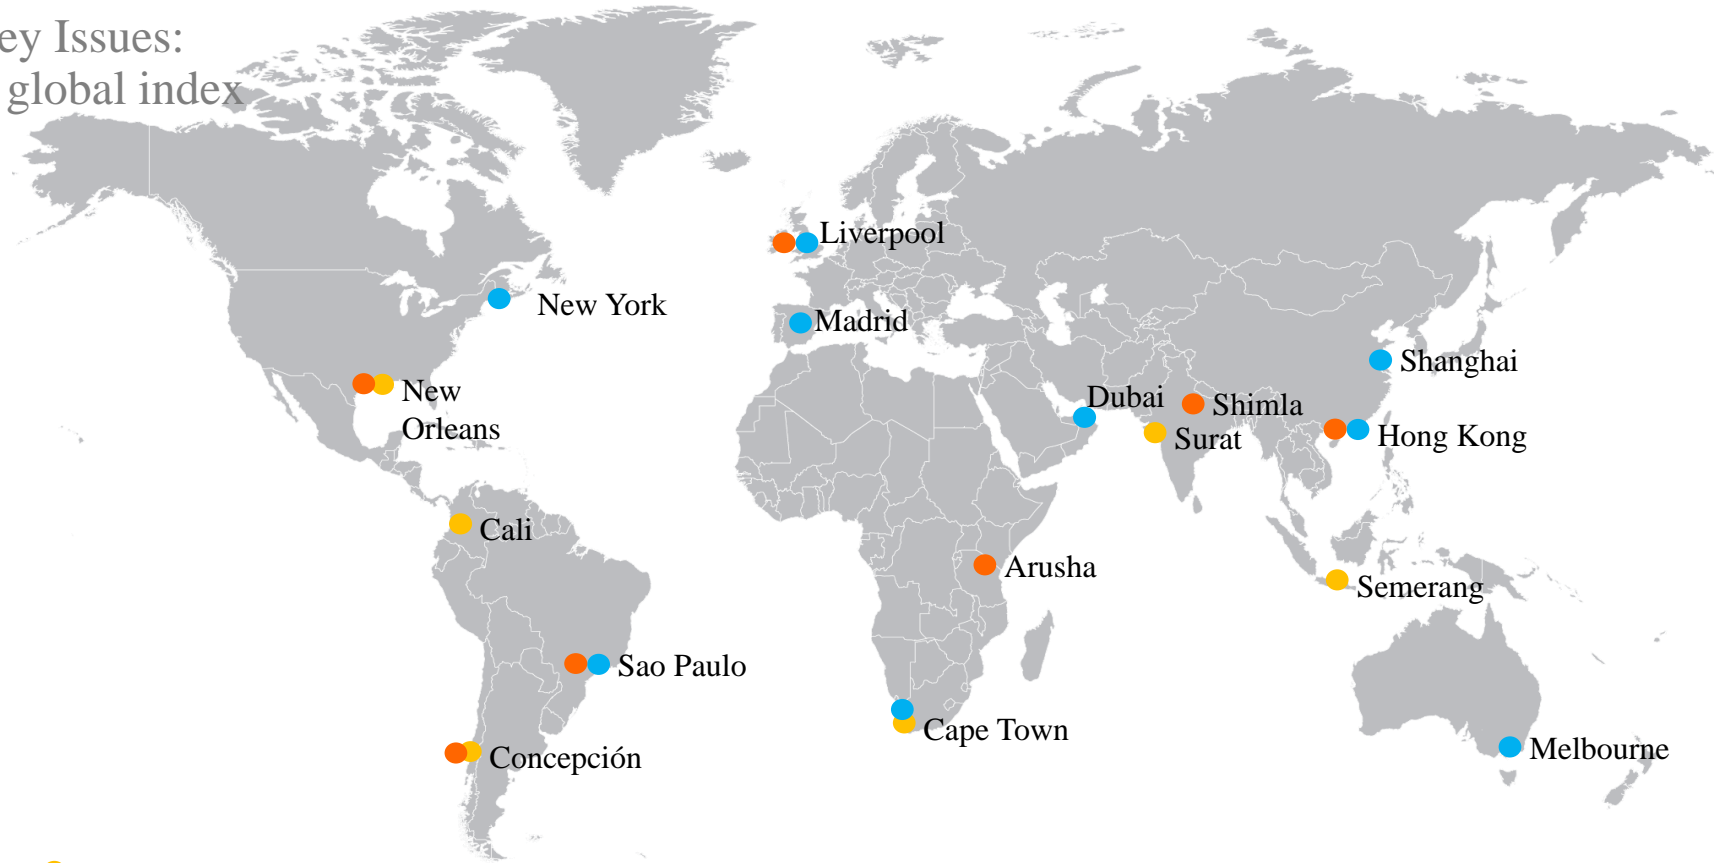 ey Issues:
global index
Liverpool
New York
Madrid
Shanghai
New
Orleans
Dubai
Shimla
Surat
Hong Kong
Cali
Arusha
Semerang
Sao Paulo
Cape Town
Concepción
Melbourne